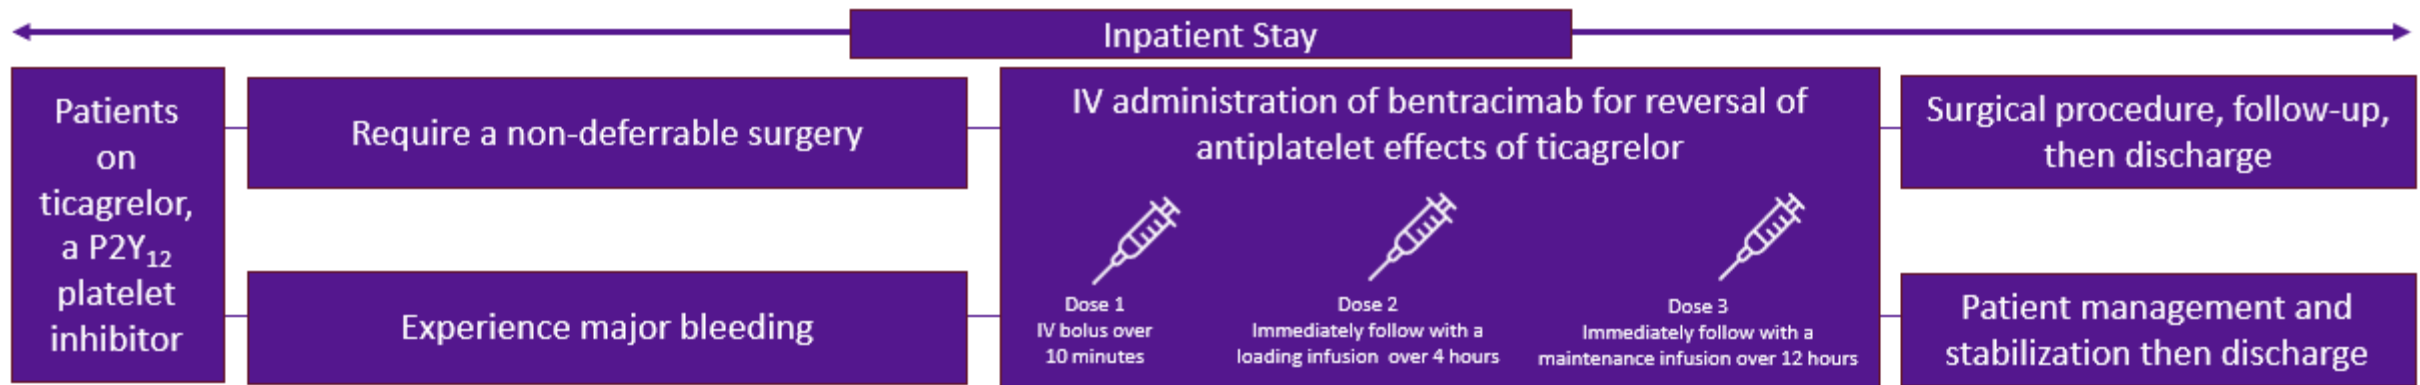 Inpatient Stay
Patients
on
ticagrelor,
a P2Y₁₂
platelet
inhibitor
Require a non-deferrable surgery
Experience major bleeding
IV administration of bentracimab for reversal of
antiplatelet effects of ticagrelor
Dose 1
IV bolus over
10 minutes
Dose 2
Immediately follow with a
loading infusion over 4 hours
Dose 3
Immediately follow with a
maintenance infusion over 12 hours
Surgical procedure, follow-up,
then discharge
Patient management and
stabilization then discharge